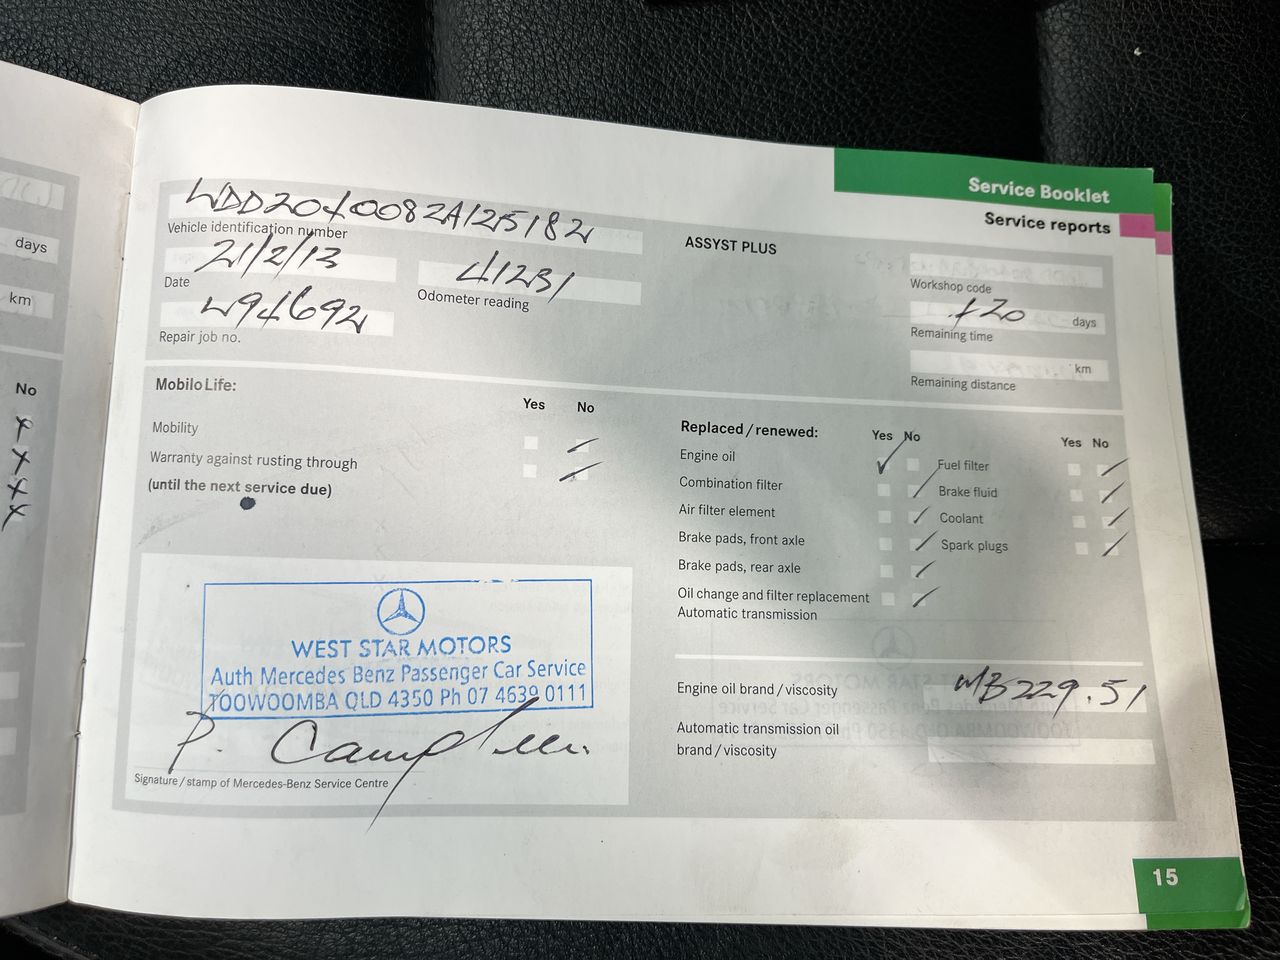 days
km
No
Service Booklet
Service reports
WDD2040082A125182
Vehicle identification number
21/2/13
Date
41231
Odometer reading
Repair job no.
ASSYST PLUS
Workshop code
days
Remaining time
km
Remaining distance
Mobilo Life:
Yes No
Mobility
Warranty against rusting through
(until the next service due)
Replaced / renewed:
Yes No
Yes No
Engine oil
Fuel filter
Combination filter
Brake fluid
Air filter element
Coolant
Brake pads, front axle
Spark plugs
Brake pads, rear axle
Oil change and filter replacement
Automatic transmission
WEST STAR MOTORS
Auth Mercedes Benz Passenger Car Service
TOOWOOMBA QLD 4350 Ph 07 4639 0111
Signature / stamp of Mercedes-Benz Service Centre
Engine oil brand / viscosity
MB229.51
Automatic transmission oil
brand / viscosity
15